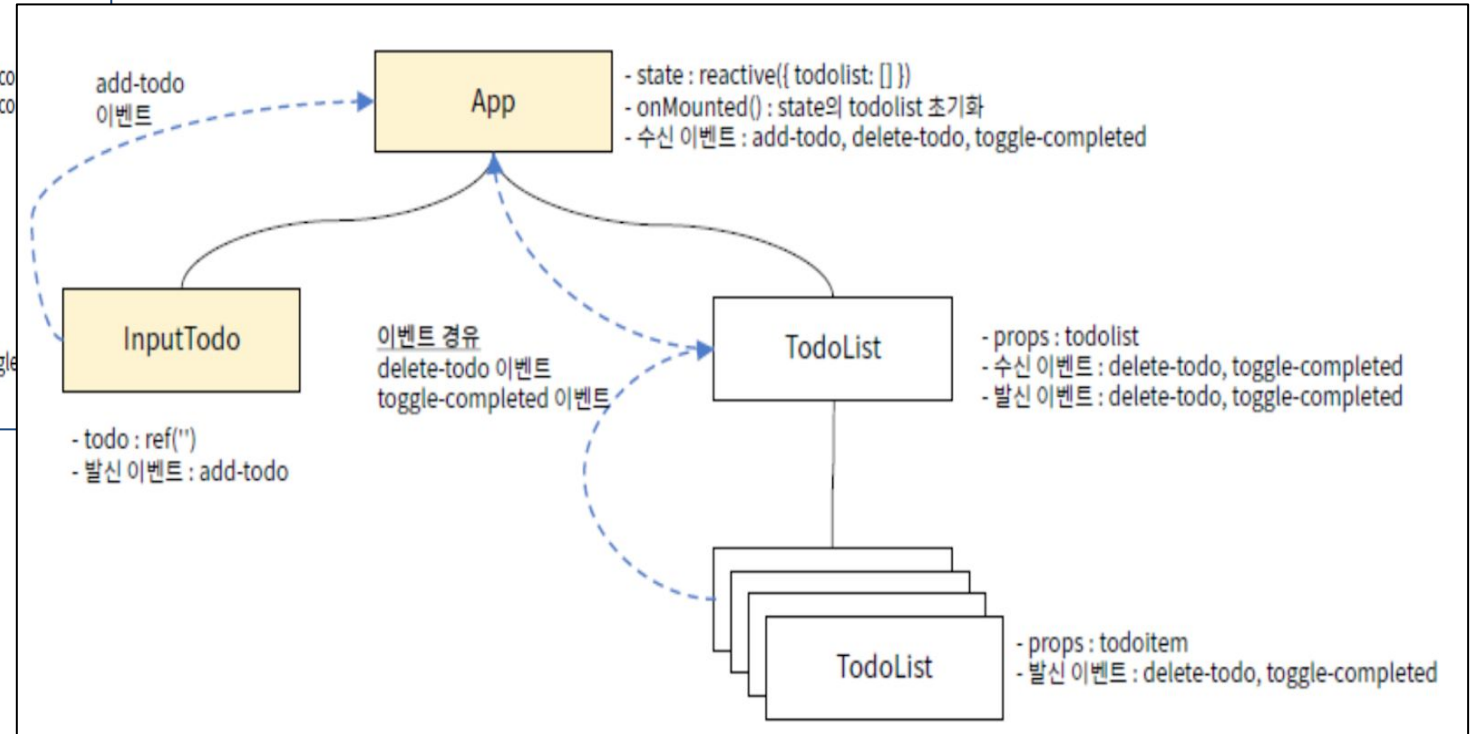 co
co
gle
add-todo
이벤트
App
- state : reactive({ todolist: [] })
- onMounted() : state의 todolist 초기화
- 수신 이벤트 : add-todo, delete-todo, toggle-completed
InputTodo
- todo : ref('')
- 발신 이벤트 : add-todo
이벤트 경유
delete-todo 이벤트
toggle-completed 이벤트
TodoList
- props : todolist
- 수신 이벤트 : delete-todo, toggle-completed
- 발신 이벤트 : delete-todo, toggle-completed
TodoList
- props : todoitem
- 발신 이벤트 : delete-todo, toggle-completed